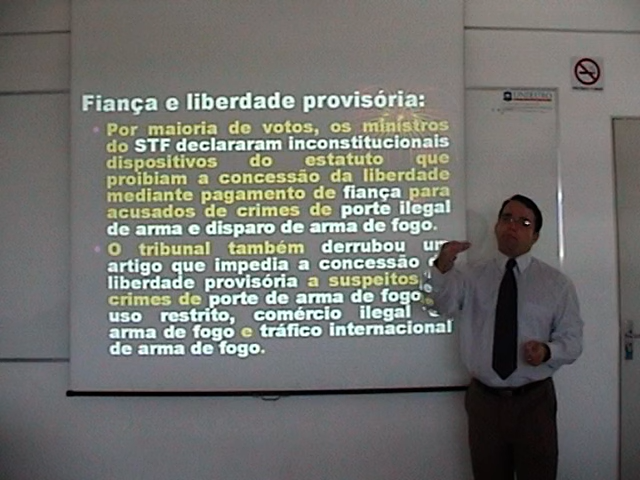 Fiança e liberdade provisória:
Por maioria de votos, os ministros
do STF declararam inconstitucionais
dispositivos do estatuto que
proibiam a concessão da liberdade
mediante pagamento de fiança para
acusados de crimes de porte ilegal
de arma e disparo de arma de fogo.
O tribunal também derrubou um
artigo que impedia a concessão
liberdade provisória a suspeitos
crimes de porte de arma de fogo
uso restrito, comércio ilegal
arma de fogo e tráfico internacional
de arma de fogo.